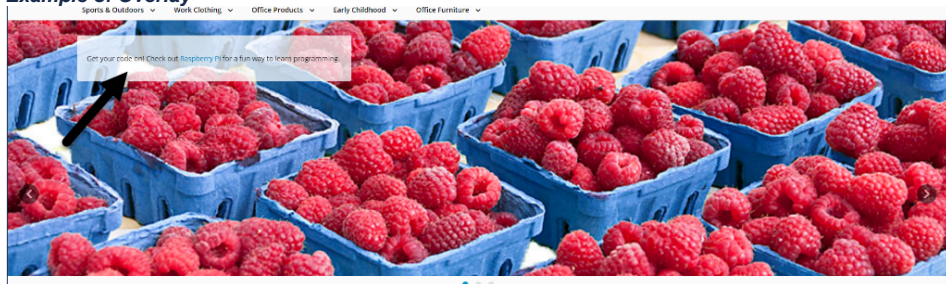 Example of Overlay
Sports & Outdoors Work Clothing Office Products Early Childhood Office Furniture
Get your code on! Check out Raspberry Pi for a fun way to learn programming.